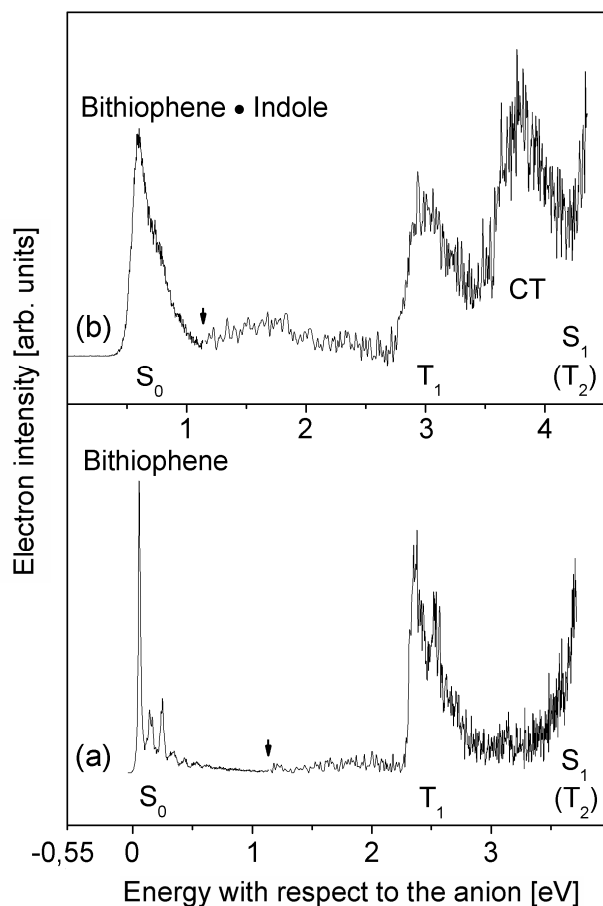 Bithiophene • Indole
(b)
CT
S0
T1
S1
(T2)
1 2 3 4
Electron intensity [arb. units]
Bithiophene
(a)
S0
T1
S1
(T2)
-0,55 0 1 2 3
Energy with respect to the anion [eV]